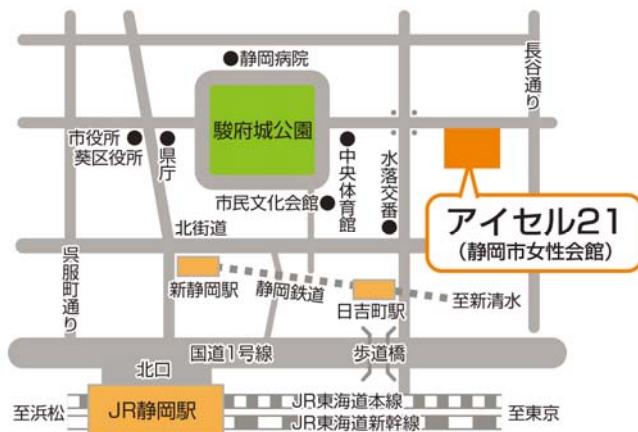 静岡病院
長谷通り
駿府城公園
市役所
葵区役所
県庁
中央体育館
水落交番
市民文化会館
アイセル21
(静岡市女性会館)
北街道
呉服町通り
新静岡駅
静岡鉄道
日吉町駅
至新清水
国道1号線
歩道橋
北口
JR静岡駅
至浜松
JR東海道本線
JR東海道新幹線
至東京